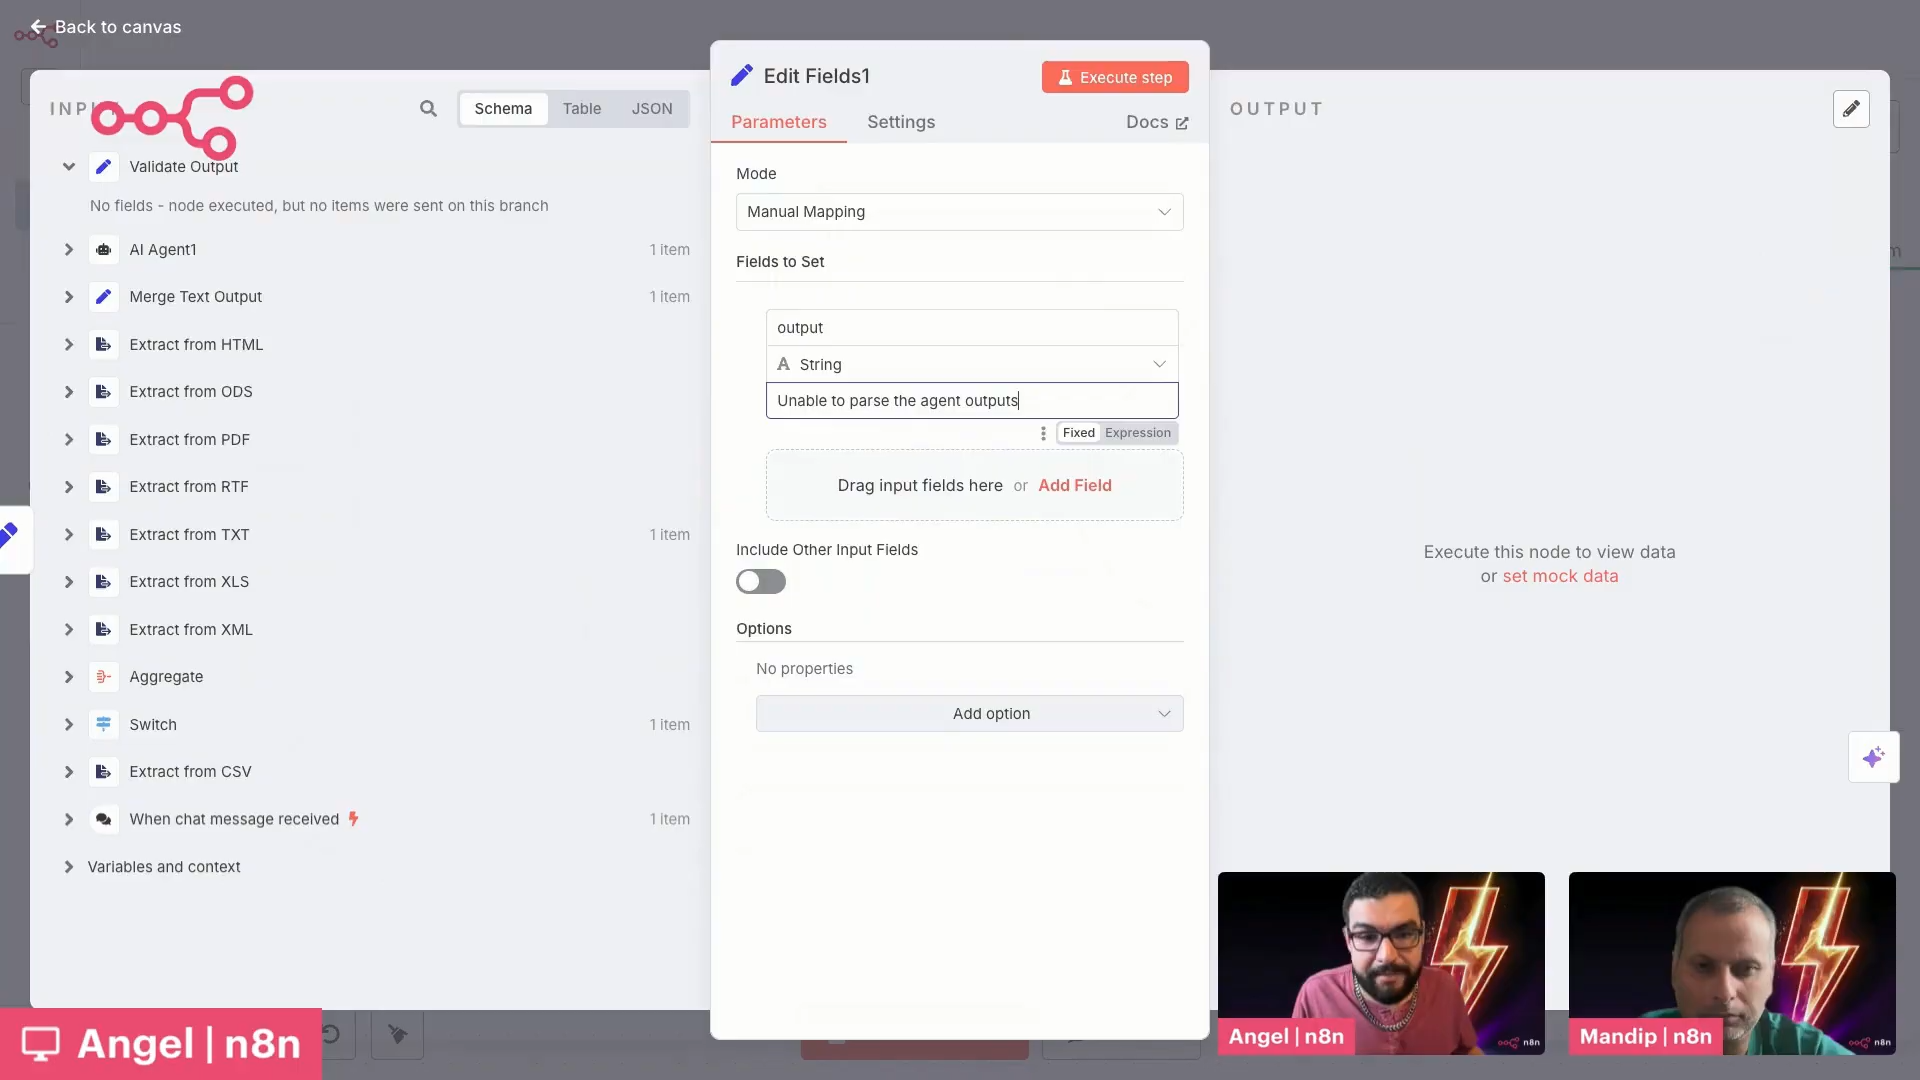 Back to canvas
INP
Schema
Table
JSON
Validate Output
No fields - node executed, but no items were sent on this branch
AI Agent1
1 item
Merge Text Output
1 item
Extract from HTML
Extract from ODS
Extract from PDF
Extract from RTF
Extract from TXT
1 item
Extract from XLS
Extract from XML
Aggregate
Switch
1 item
Extract from CSV
When chat message received
1 item
Variables and context
Edit Fields1
Execute step
Parameters
Settings
Docs
Mode
Manual Mapping
Fields to Set
output
String
Unable to parse the agent outputs
Fixed
Expression
Drag input fields here or Add Field
Include Other Input Fields
Options
No properties
Add option
OUTPUT
Execute this node to view data
or set mock data
m
Angel | n8n
n8n
Mandip | n8n
n8n
Angel | n8n